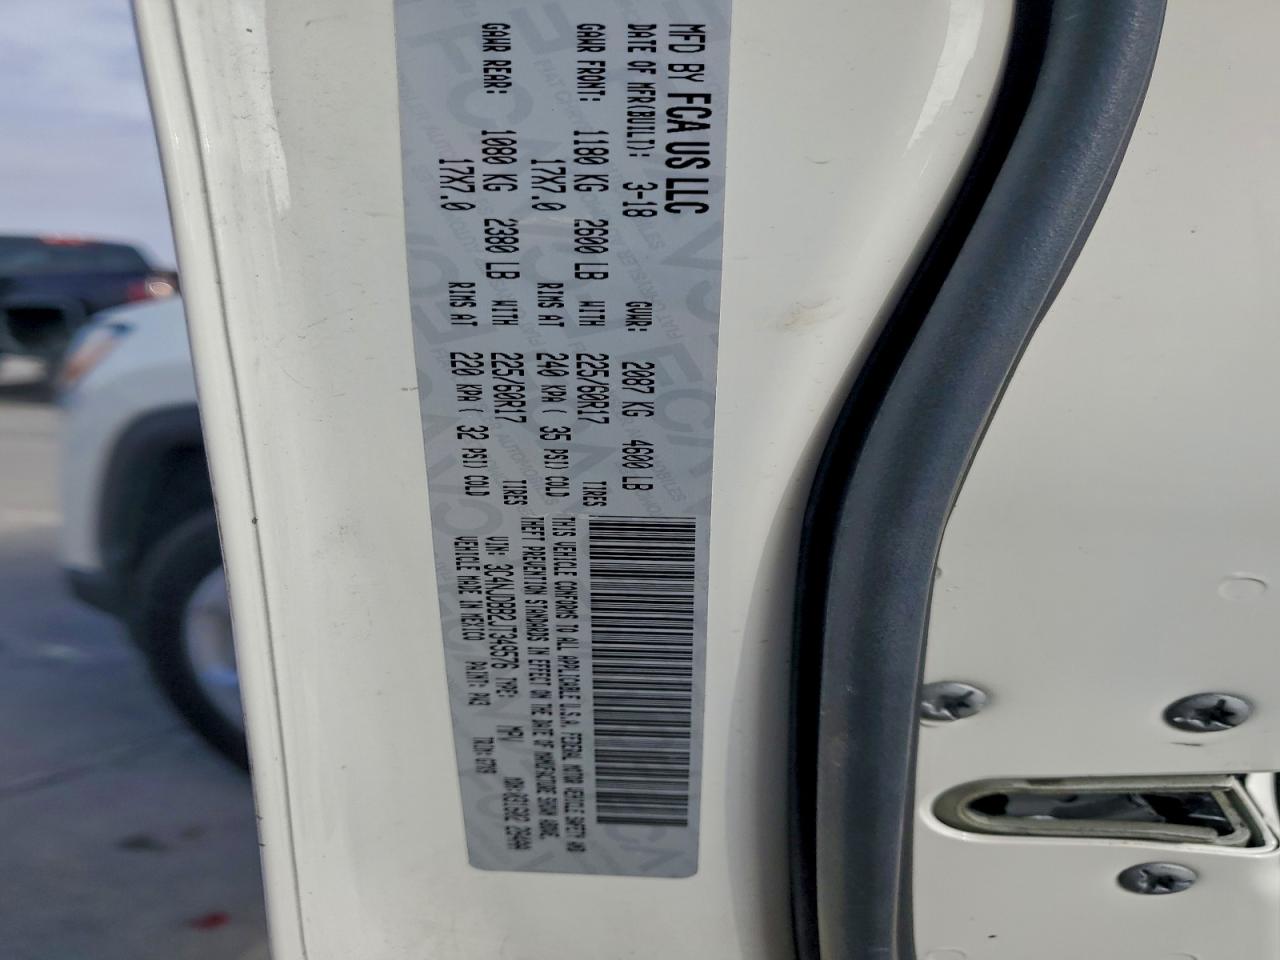 MFD BY FCA US LLC
DATE OF MFR(BUILT): 3-18 GVWR: 2087 KG 4600 LB
GAWR FRONT: 1180 KG 2600 LB WITH 225/60R17 TIRES
17X7.0 RIMS AT 240 KPA ( 35 PSI) COLD
GAWR REAR: 1080 KG 2380 LB WITH 225/60R17 TIRES
17X7.0 RIMS AT 220 KPA ( 32 PSI) COLD
THIS VEHICLE CONFORMS TO ALL APPLICABLE U.S.A. FEDERAL MOTOR VEHICLE SAFETY AND
THEFT PREVENTION STANDARDS IN EFFECT ON THE DATE OF MANUFACTURE SHOWN ABOVE.
VIN: 3C4NJDBB2JT349576 TYPE: MPV
VEHICLE MADE IN MEXICO PAINT: PW3